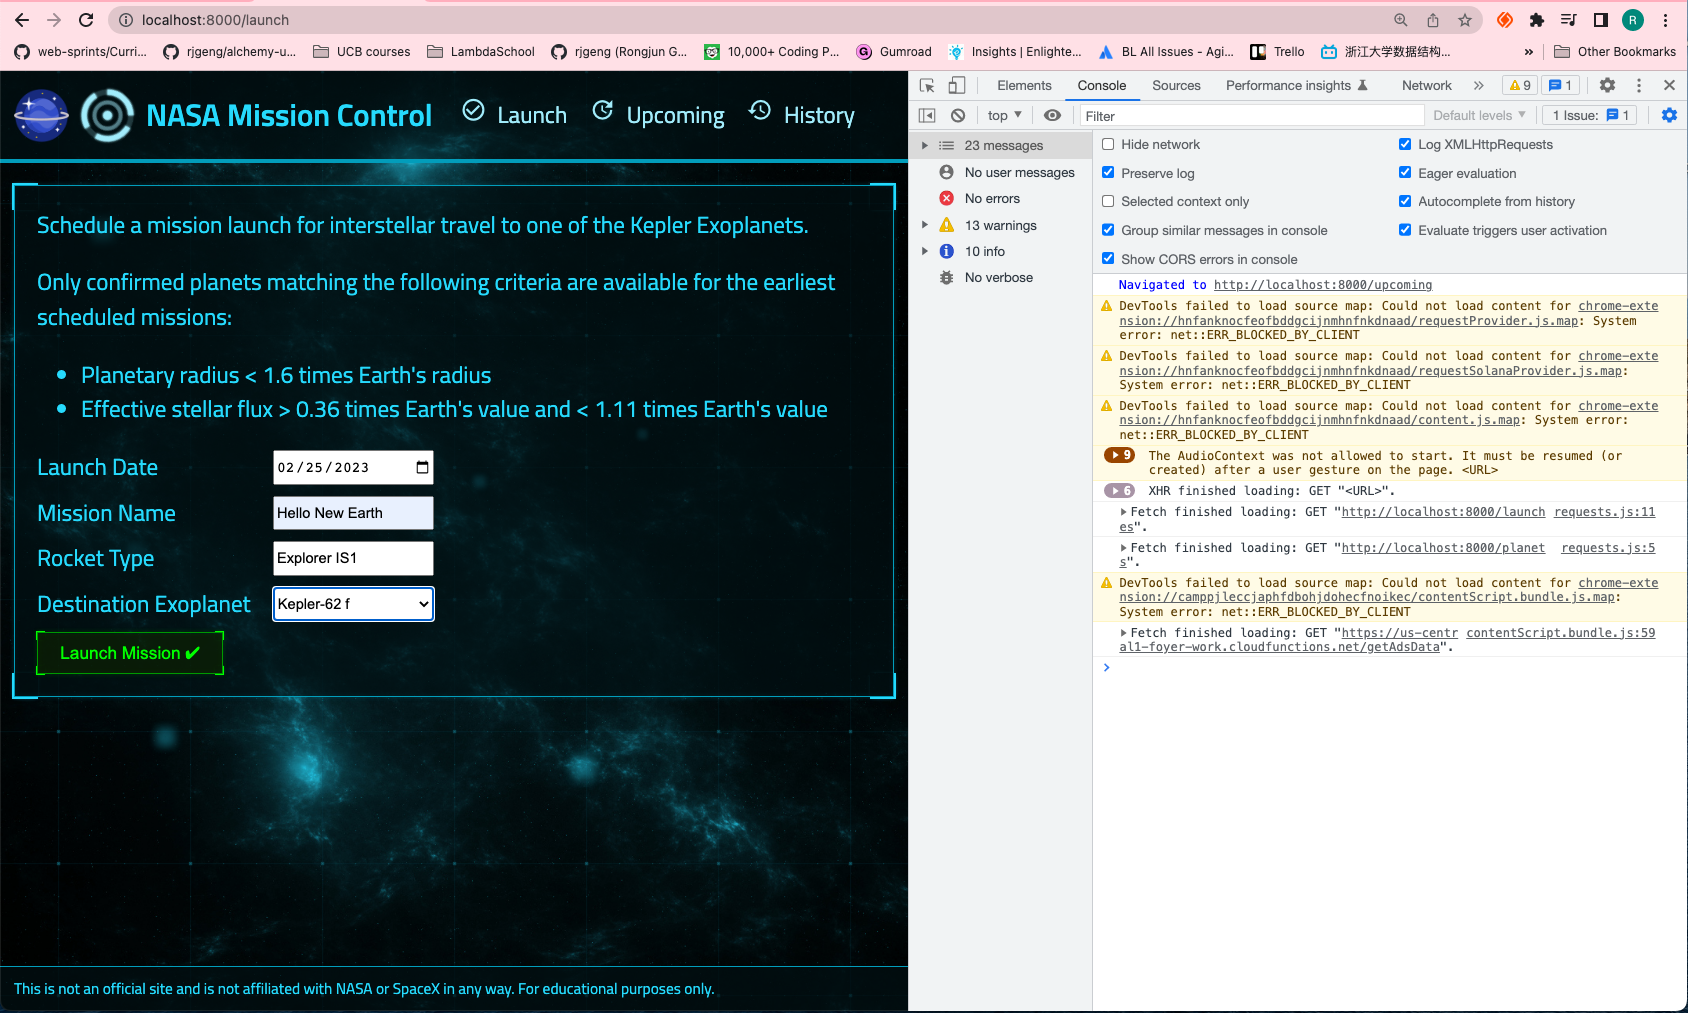 localhost:8000/launch
R
web-sprints/Curri...
rjgeng/alchemy-u...
UCB courses
LambdaSchool
rjgeng (Rongjun G...
10,000+ Coding P...
Gumroad
Insights | Enlighte...
BL All Issues - Agi...
Trello
浙江大学数据结构...
»
Other Bookmarks
NASA Mission Control
Launch
Upcoming
History
Schedule a mission launch for interstellar travel to one of the Kepler Exoplanets.
Only confirmed planets matching the following criteria are available for the earliest
scheduled missions:
• Planetary radius < 1.6 times Earth's radius
• Effective stellar flux > 0.36 times Earth's value and < 1.11 times Earth's value
Launch Date
02/25/2023
Mission Name
Hello New Earth
Rocket Type
Explorer IS1
Destination Exoplanet
Kepler-62 f
Launch Mission ✔
This is not an official site and is not affiliated with NASA or SpaceX in any way. For educational purposes only.
Elements
Console
Sources
Performance insights
Network
»
9
1
top ▼
Filter
Default levels ▼
1 Issue: 1
23 messages
No user messages
No errors
13 warnings
10 info
No verbose
Hide network
Log XMLHttpRequests
Preserve log
Eager evaluation
Selected context only
Autocomplete from history
Group similar messages in console
Evaluate triggers user activation
Show CORS errors in console
Navigated to http://localhost:8000/upcoming
DevTools failed to load source map: Could not load content for chrome-exte
nsion://hnfanknocfeofbddgcijnmhnfnkdnaad/requestProvider.js.map: System
error: net::ERR_BLOCKED_BY_CLIENT
DevTools failed to load source map: Could not load content for chrome-exte
nsion://hnfanknocfeofbddgcijnmhnfnkdnaad/requestSolanaProvider.js.map:
System error: net::ERR_BLOCKED_BY_CLIENT
DevTools failed to load source map: Could not load content for chrome-exte
nsion://hnfanknocfeofbddgcijnmhnfnkdnaad/content.js.map: System error:
net::ERR_BLOCKED_BY_CLIENT
9 The AudioContext was not allowed to start. It must be resumed (or
created) after a user gesture on the page. <URL>
6 XHR finished loading: GET "<URL>".
Fetch finished loading: GET "http://localhost:8000/launch requests.js:11
es".
Fetch finished loading: GET "http://localhost:8000/planet requests.js:5
s".
DevTools failed to load source map: Could not load content for chrome-exte
nsion://camppjleccjaphfdbohjdohecfnoikec/contentScript.bundle.js.map:
System error: net::ERR_BLOCKED_BY_CLIENT
Fetch finished loading: GET "https://us-centr contentScript.bundle.js:59
al1-foyer-work.cloudfunctions.net/getAdsData".